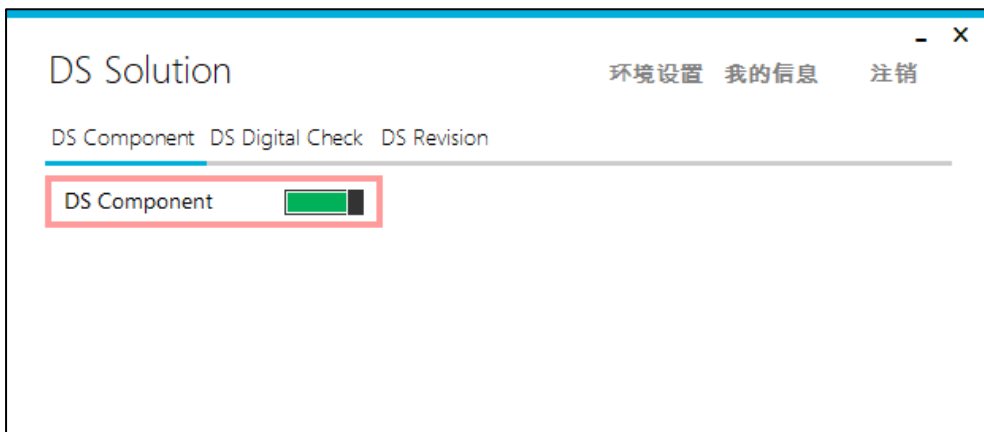 DS Solution
环境设置 我的信息 注销
DS Component DS Digital Check DS Revision
DS Component